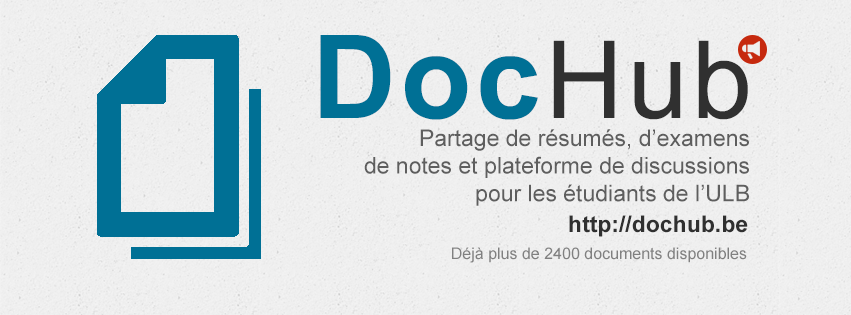 DocHub
Partage de résumés, d'examens
de notes et plateforme de discussions
pour les étudiants de l'ULB
http://dochub.be
Déjà plus de 2400 documents disponibles